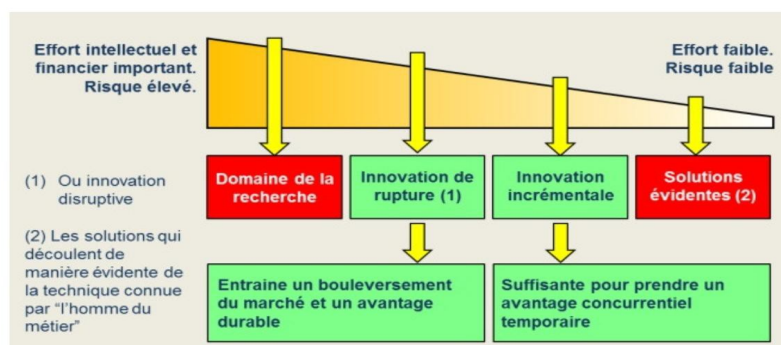 Effort intellectuel et
financier important.
Risque élevé.
Effort faible.
Risque faible
Domaine de la
recherche
Innovation de
rupture (1)
Innovation
incrémentale
Solutions
évidentes (2)
(1) Ou innovation
disruptive
(2) Les solutions qui
découlent de
manière évidente de
la technique connue
par “l’homme du
métier”
Entraine un bouleversement
du marché et un avantage
durable
Suffisante pour prendre un
avantage concurrentiel
temporaire